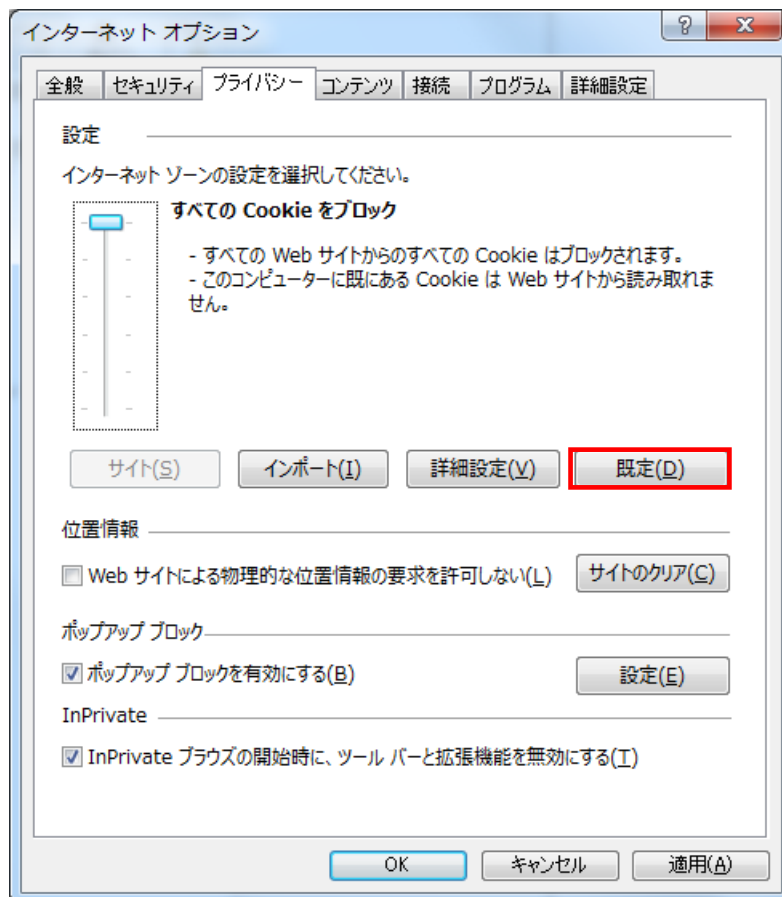 インターネット オプション
全般 セキュリティ プライバシー コンテンツ 接続 プログラム 詳細設定
設定
インターネット ゾーンの設定を選択してください。
すべての Cookie をブロック
- すべての Web サイトからのすべての Cookie はブロックされます。
- このコンピューターに既にある Cookie は Web サイトから読み取れま
せん。
サイト(S) インポート(I) 詳細設定(V) 既定(D)
位置情報
Web サイトによる物理的な位置情報の要求を許可しない(L) サイトのクリア(C)
ポップアップ ブロック
ポップアップ ブロックを有効にする(B) 設定(E)
InPrivate
InPrivate ブラウズの開始時に、ツール バーと拡張機能を無効にする(T)
OK キャンセル 適用(A)